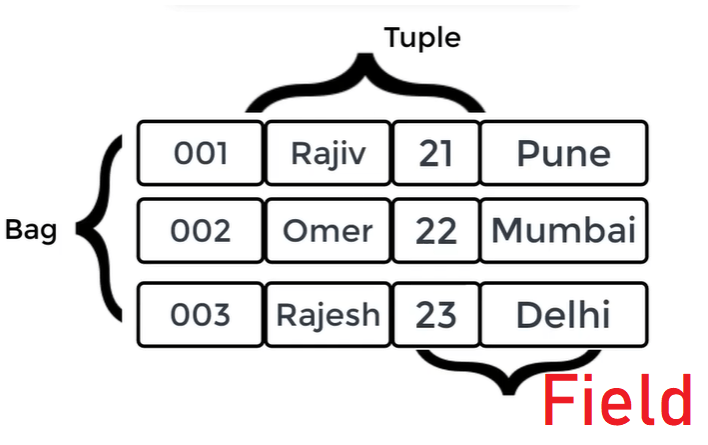 Tuple
001 Rajiv 21 Pune
Bag
002 Omer 22 Mumbai
003 Rajesh 23 Delhi
Field